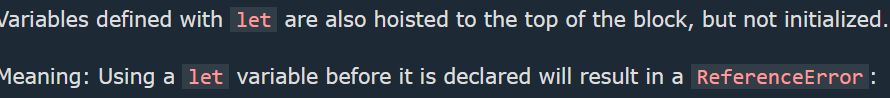 Variables defined with let are also hoisted to the top of the block, but not initialized.
Meaning: Using a let variable before it is declared will result in a ReferenceError: